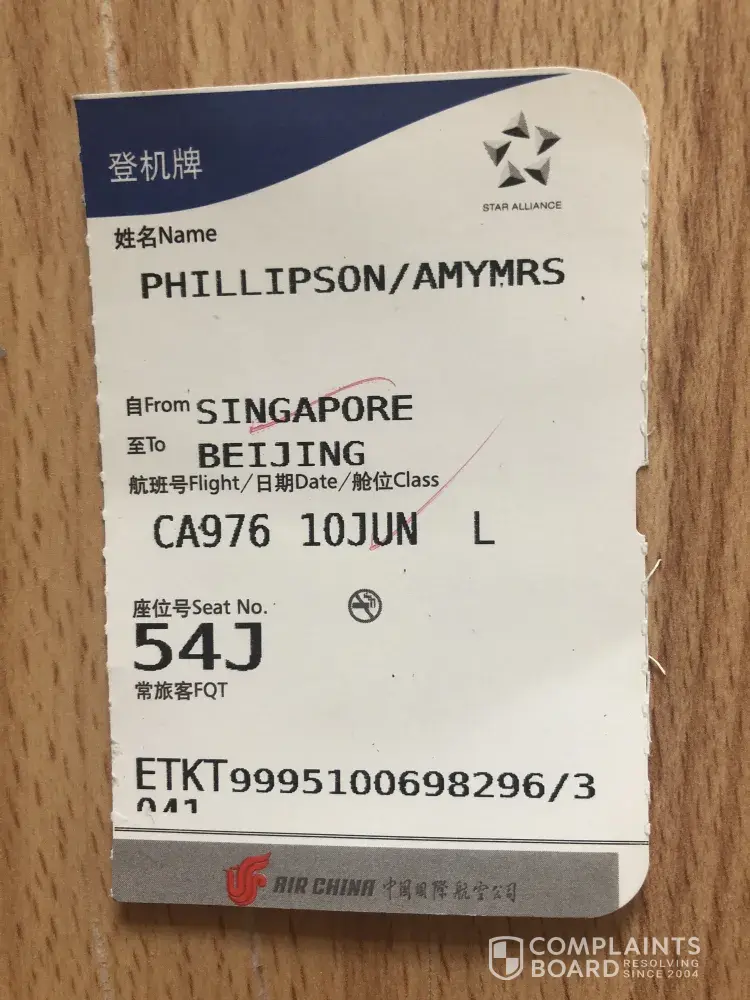 登机牌
STAR ALLIANCE
姓名Name
PHILLIPSON/AMYMRS
自From SINGAPORE
至To BEIJING
航班号Flight/日期Date/舱位Class
CA976 10JUN L
座位号Seat No.
54J
常旅客FQT
ETKT9995100698296/3
041
AIR CHINA 中国国际航空公司
COMPLAINTS
BOARD RESOLVING
SINCE 2004